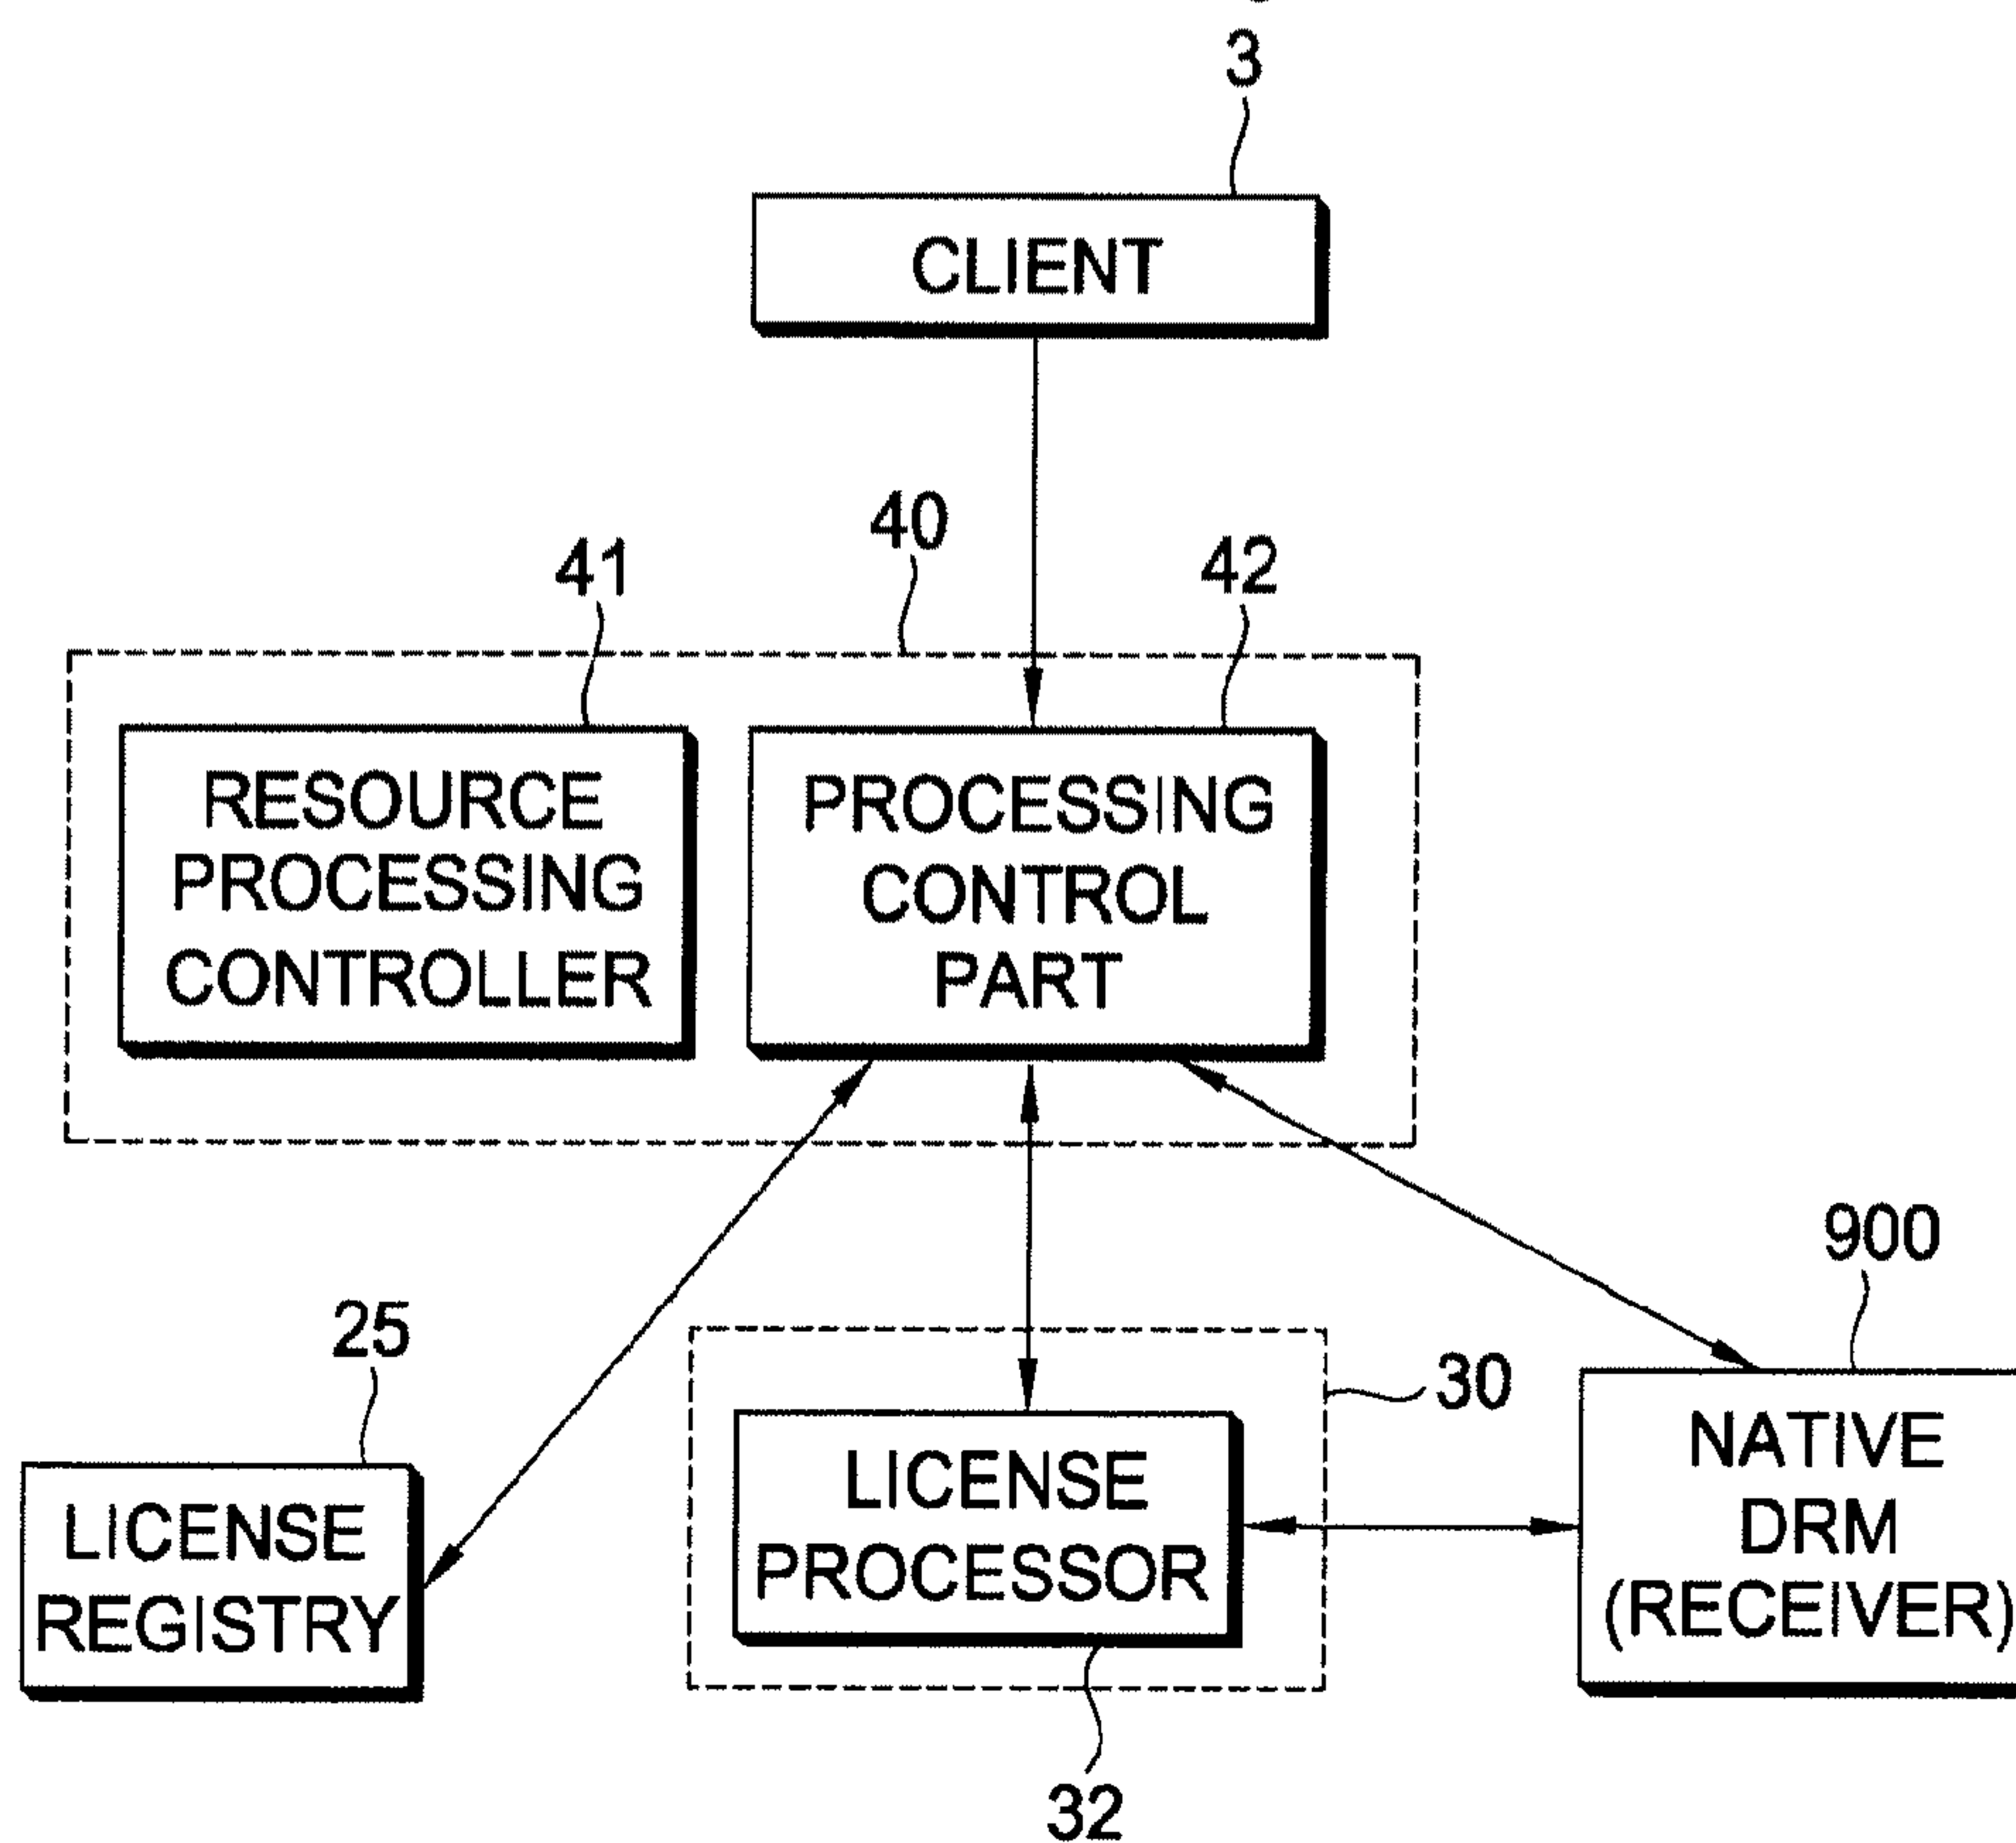 3
CLIENT
40
41
42
RESOURCE
PROCESSING
CONTROLLER
PROCESSING
CONTROL
PART
900
25
30
LICENSE
REGISTRY
LICENSE
PROCESSOR
NATIVE
DRM
(RECEIVER)
32